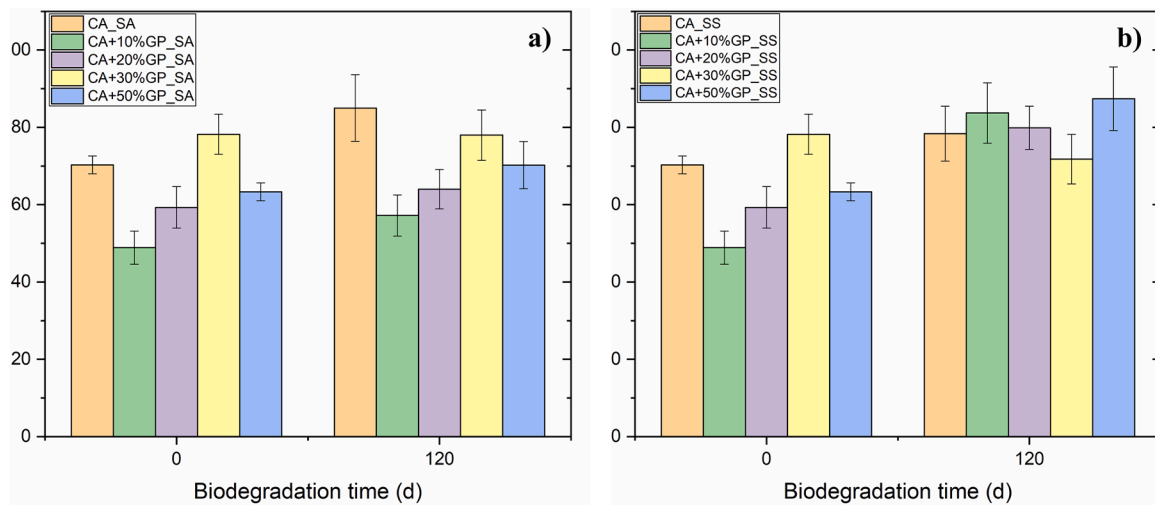 CA_SA
CA+10%GP_SA
CA+20%GP_SA
CA+30%GP_SA
CA+50%GP_SA
a)
00
80
60
40
20
0
0
120
Biodegradation time (d)
CA_SS
CA+10%GP_SS
CA+20%GP_SS
CA+30%GP_SS
CA+50%GP_SS
b)
00
0
0
0
0
0
0
120
Biodegradation time (d)